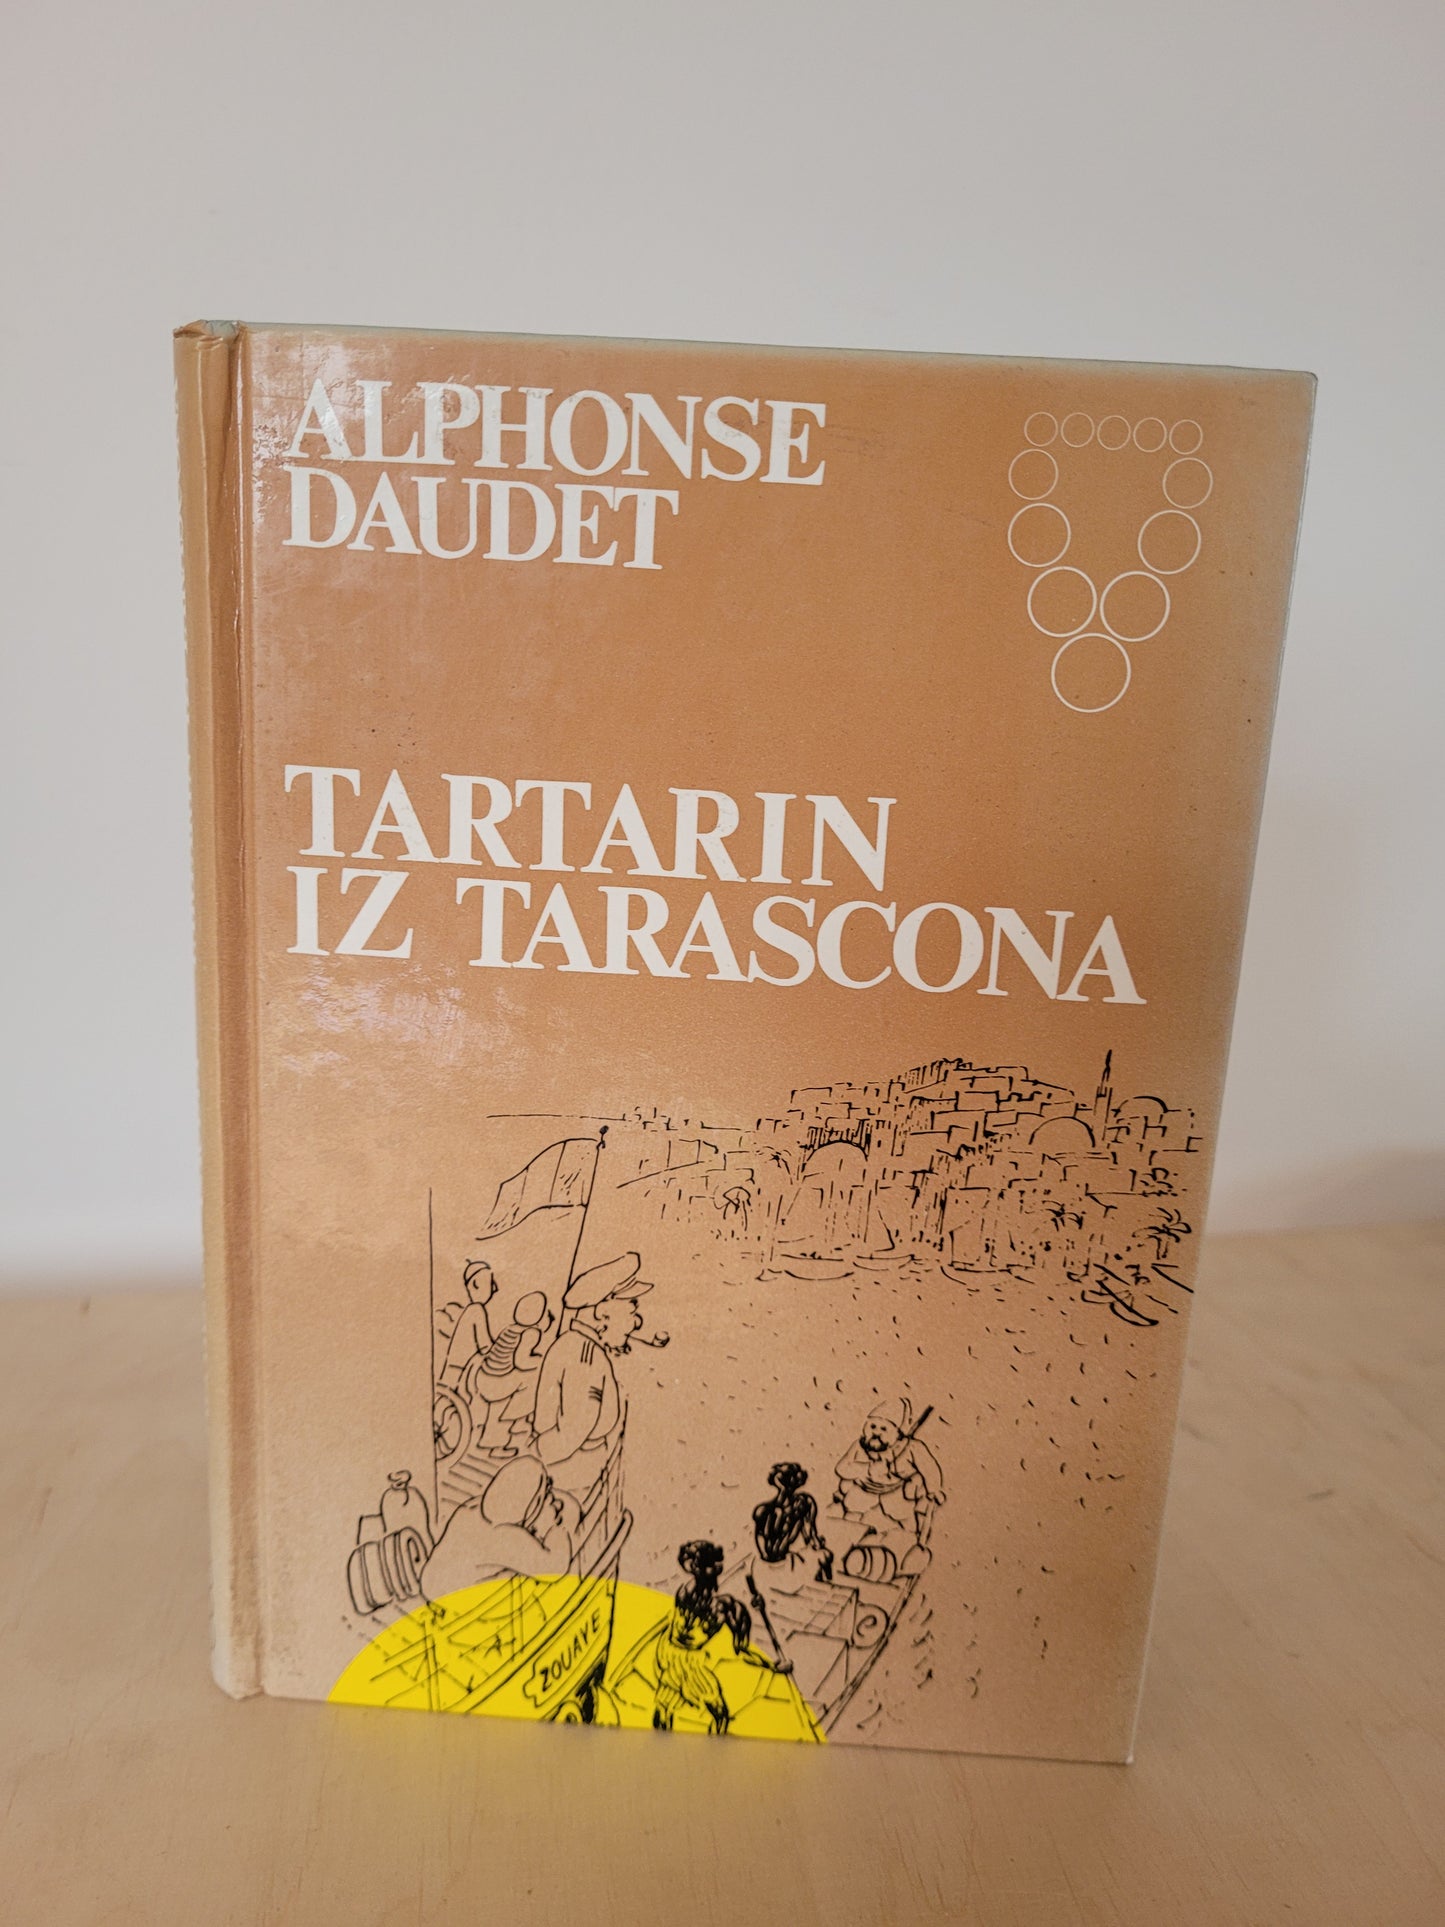 ALPHONSE
DAUDET
TARTARIN
IZ TARASCONA
ZOUAVE